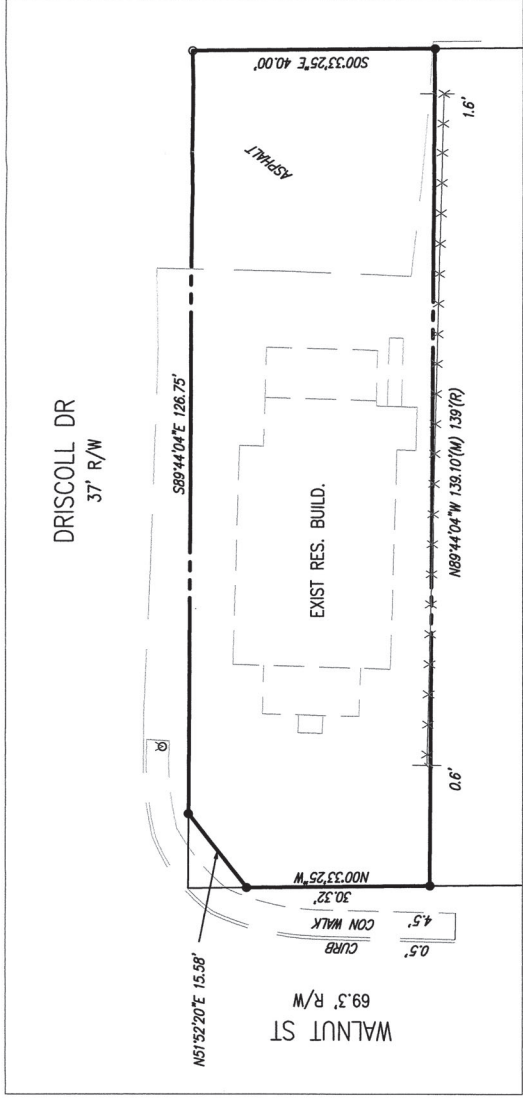 DRISCOLL DR
37' R/W
S00°33'25"E 40.00'
ASPHALT
S89°44'04"E 126.75'
EXIST RES. BUILD.
1.6'
N89°44'04"W 139.10'(M) 139'(R)
0.6'
N51°52'20"E 15.58'
N00°33'25"W
30.32'
CON WALK
4.5'
CURB
0.5'
WALNUT ST
69.3' R/W